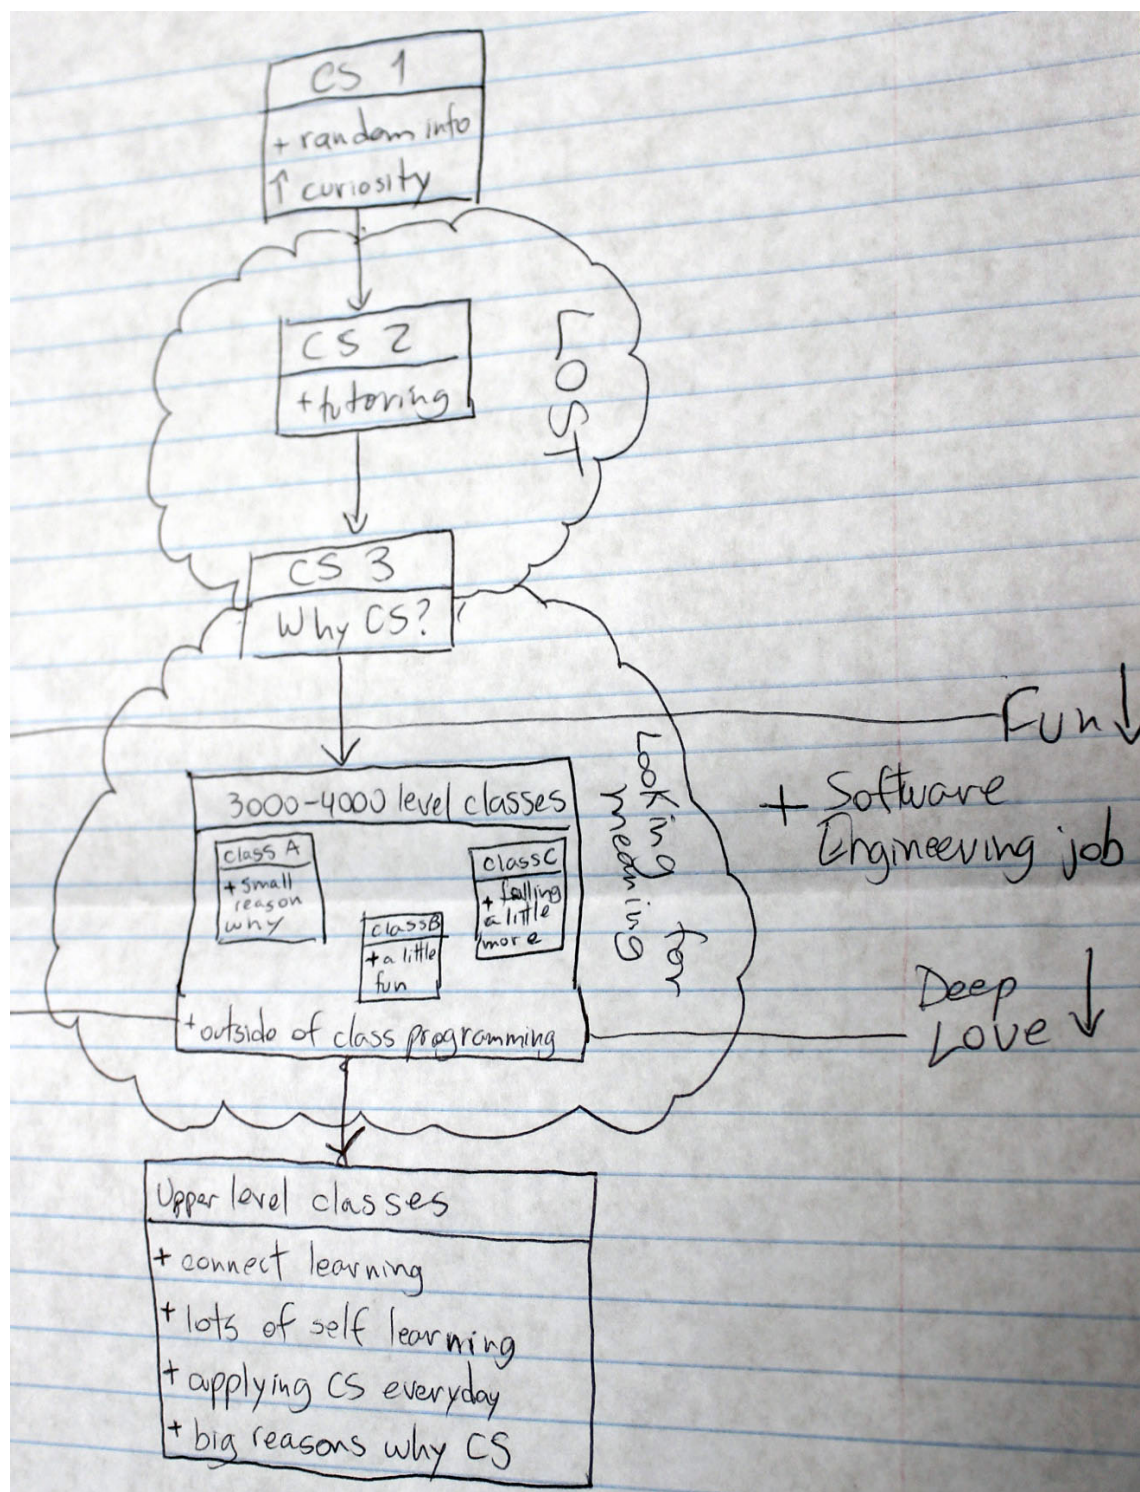 CS 1
+ random info
↑ curiosity
CS 2
+ tutoring
LOST
CS 3
Why CS?
Fun ↓
+ Software
Engineering job
Looking for
meaning
3000-4000 level classes
class A
+ small
reason
why
class B
+ a little
fun
class C
+ falling
a little
more
+ outside of class programming
Deep
Love ↓
Upper level classes
+ connect learning
+ lots of self learning
+ applying CS everyday
+ big reasons why CS